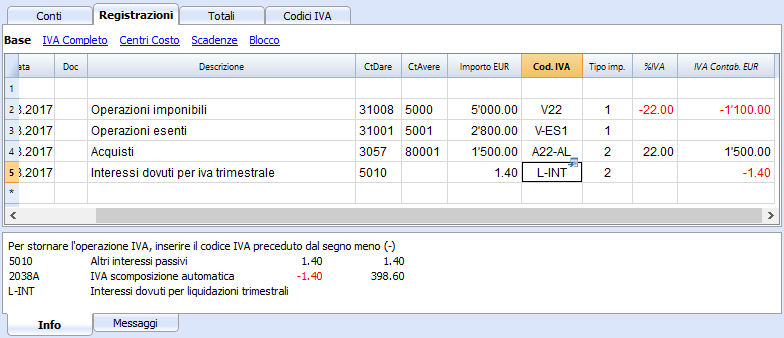 Conti Registrazioni Totali Codici IVA
Base IVA Completo Centri Costo Scadenze Blocco
ata Doc Descrizione CtDare CtAvere Importo EUR Cod. IVA Tipo imp. %IVA IVA Contab. EUR
1
2 3.2017 Operazioni imponibili 31008 5000 5'000.00 V22 1 -22.00 -1'100.00
3 3.2017 Operazioni esenti 31001 5001 2'800.00 V-ES1 1
4 3.2017 Acquisti 3057 80001 1'500.00 A22-AL 2 22.00 1'500.00
5 3.2017 Interessi dovuti per iva trimestrale 5010 1.40 L-INT 2 -1.40
*
Per stornare l'operazione IVA, inserire il codice IVA preceduto dal segno meno (-)
5010 Altri interessi passivi 1.40 1.40
2038A IVA scomposizione automatica -1.40 398.60
L-INT Interessi dovuti per liquidazioni trimestrali
Info Messaggi